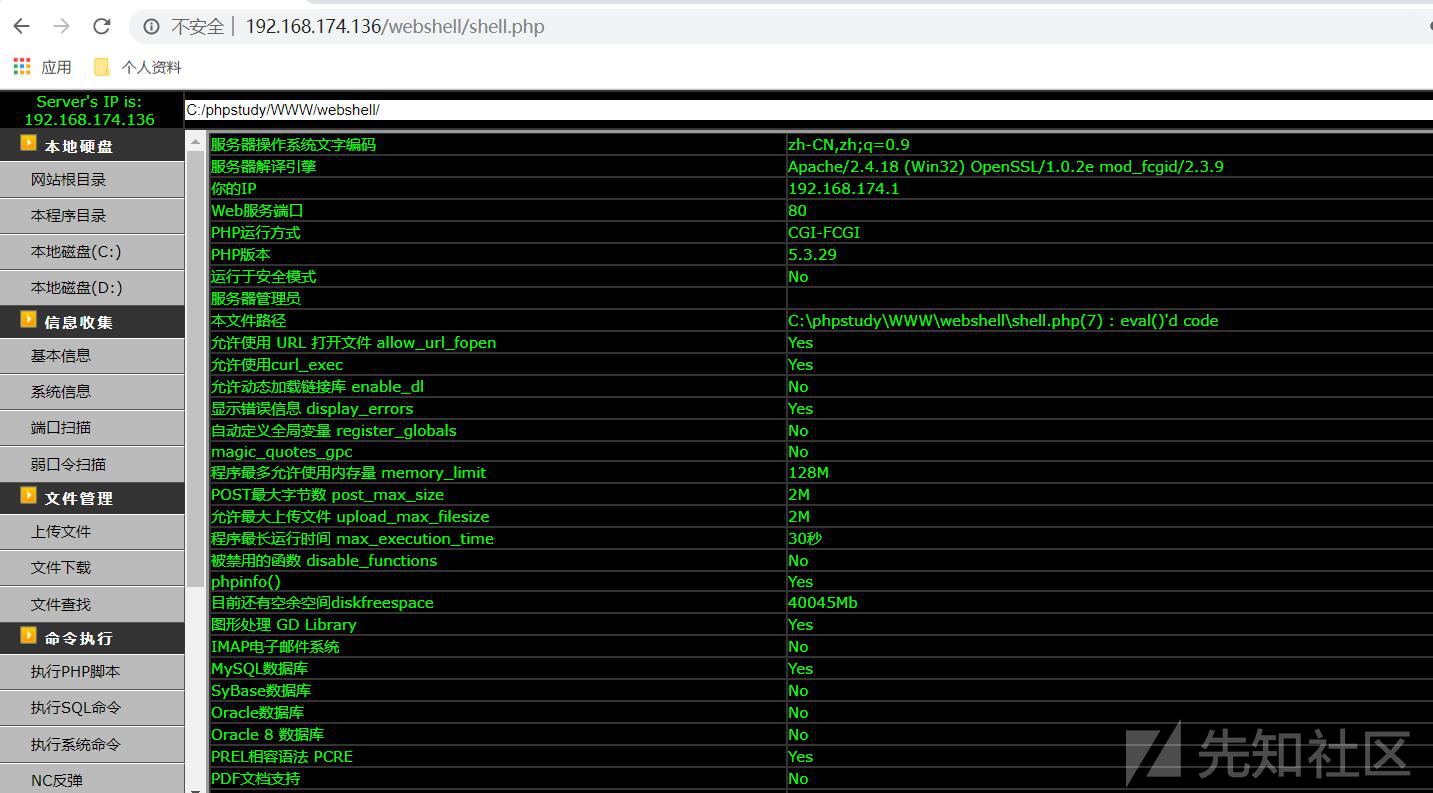 不安全 | 192.168.174.136/webshell/shell.php
应用 个人资料
Server's IP is:
192.168.174.136
C:/phpstudy/WWW/webshell/
本地硬盘
网站根目录
本程序目录
本地磁盘(C:)
本地磁盘(D:)
信息收集
基本信息
系统信息
端口扫描
弱口令扫描
文件管理
上传文件
文件下载
文件查找
命令执行
执行PHP脚本
执行SQL命令
执行系统命令
NC反弹
服务器操作系统文字编码 zh-CN,zh;q=0.9
服务器解译引擎 Apache/2.4.18 (Win32) OpenSSL/1.0.2e mod_fcgid/2.3.9
你的IP 192.168.174.1
Web服务端口 80
PHP运行方式 CGI-FCGI
PHP版本 5.3.29
运行于安全模式 No
服务器管理员
本文件路径 C:\phpstudy\WWW\webshell\shell.php(7) : eval()'d code
允许使用 URL 打开文件 allow_url_fopen Yes
允许使用curl_exec Yes
允许动态加载链接库 enable_dl No
显示错误信息 display_errors Yes
自动定义全局变量 register_globals No
magic_quotes_gpc No
程序最多允许使用内存量 memory_limit 128M
POST最大字节数 post_max_size 2M
允许最大上传文件 upload_max_filesize 2M
程序最长运行时间 max_execution_time 30秒
被禁用的函数 disable_functions No
phpinfo() Yes
目前还有空余空间diskfreespace 40045Mb
图形处理 GD Library Yes
IMAP电子邮件系统 No
MySQL数据库 Yes
SyBase数据库 No
Oracle数据库 No
Oracle 8 数据库 No
PREL相容语法 PCRE Yes
PDF文档支持 No
先知社区